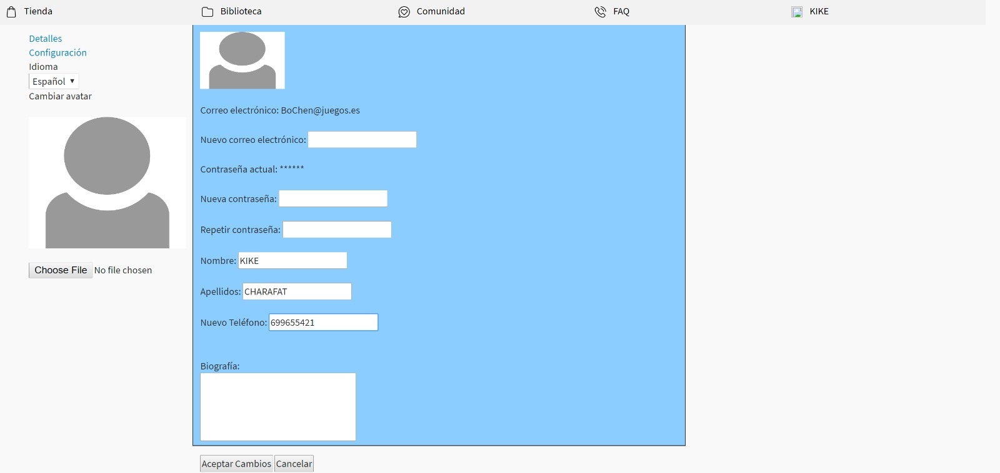 Tienda
Biblioteca
Comunidad
FAQ
KIKE
Detalles
Configuración
Idioma
Español
Cambiar avatar
Choose File No file chosen
Correo electrónico: BoChen@juegos.es
Nuevo correo electrónico:
Contraseña actual: ******
Nueva contraseña:
Repetir contraseña:
Nombre: KIKE
Apellidos: CHARAFAT
Nuevo Teléfono: 699655421
Biografía:
Aceptar Cambios Cancelar